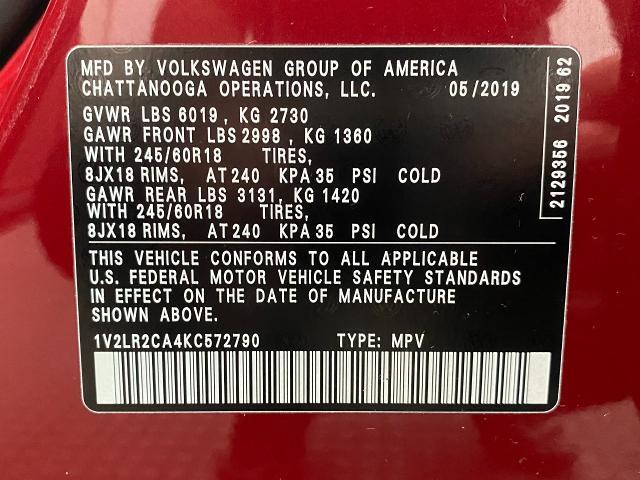 MFD BY VOLKSWAGEN GROUP OF AMERICA
CHATTANOOGA OPERATIONS, LLC. 05/2019
GVWR LBS 6019, KG 2730
GAWR FRONT LBS 2998, KG 1360
WITH 245/60R18 TIRES,
8JX18 RIMS, AT 240 KPA 35 PSI COLD
GAWR REAR LBS 3131, KG 1420
WITH 245/60R18 TIRES,
8JX18 RIMS, AT 240 KPA 35 PSI COLD
THIS VEHICLE CONFORMS TO ALL APPLICABLE
U.S. FEDERAL MOTOR VEHICLE SAFETY STANDARDS
IN EFFECT ON THE DATE OF MANUFACTURE
SHOWN ABOVE.
1V2LR2CA4KC572790 TYPE: MPV
2129356 2019 62